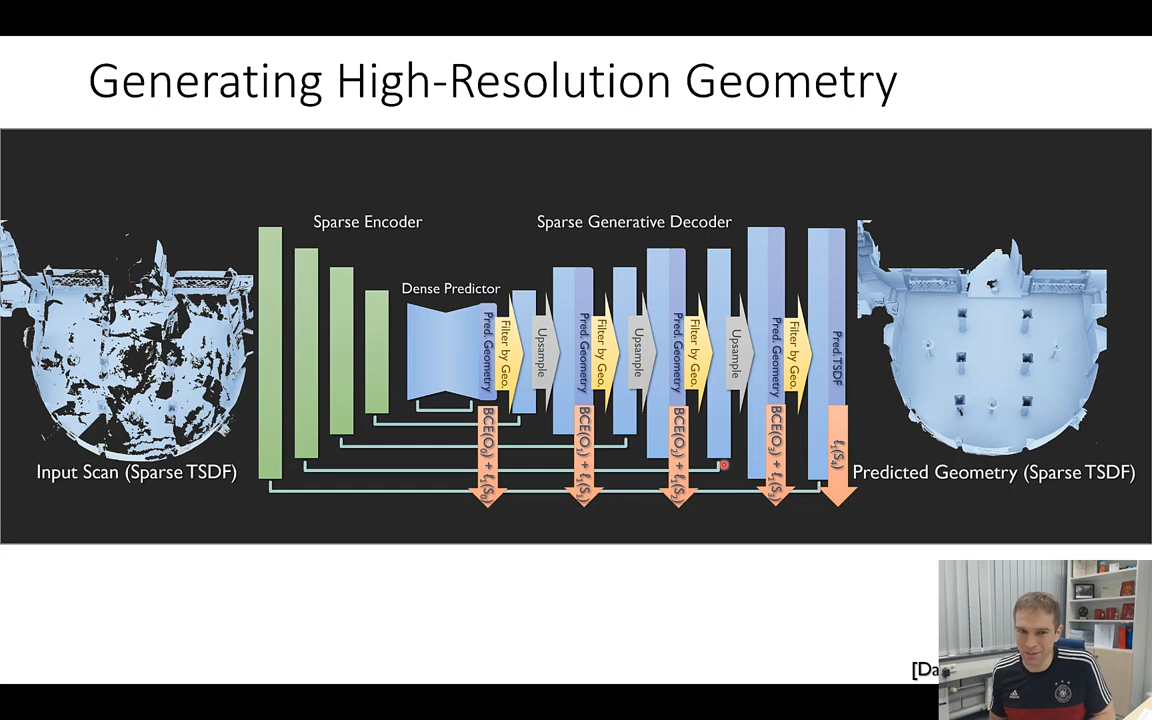 Generating High-Resolution Geometry
Sparse Encoder
Sparse Generative Decoder
Dense Predictor
Pred. Geometry
Filter by Geo.
Upsample
Pred. Geometry
Filter by Geo.
Upsample
Pred. Geometry
Filter by Geo.
Upsample
Pred. Geometry
Filter by Geo.
Pred. TSDF
BCE(O₀) + ℓ₁(S₀)
BCE(O₁) + ℓ₁(S₁)
BCE(O₂) + ℓ₁(S₂)
BCE(O₃) + ℓ₁(S₃)
ℓ₁(S₄)
Input Scan (Sparse TSDF)
Predicted Geometry (Sparse TSDF)
[Da